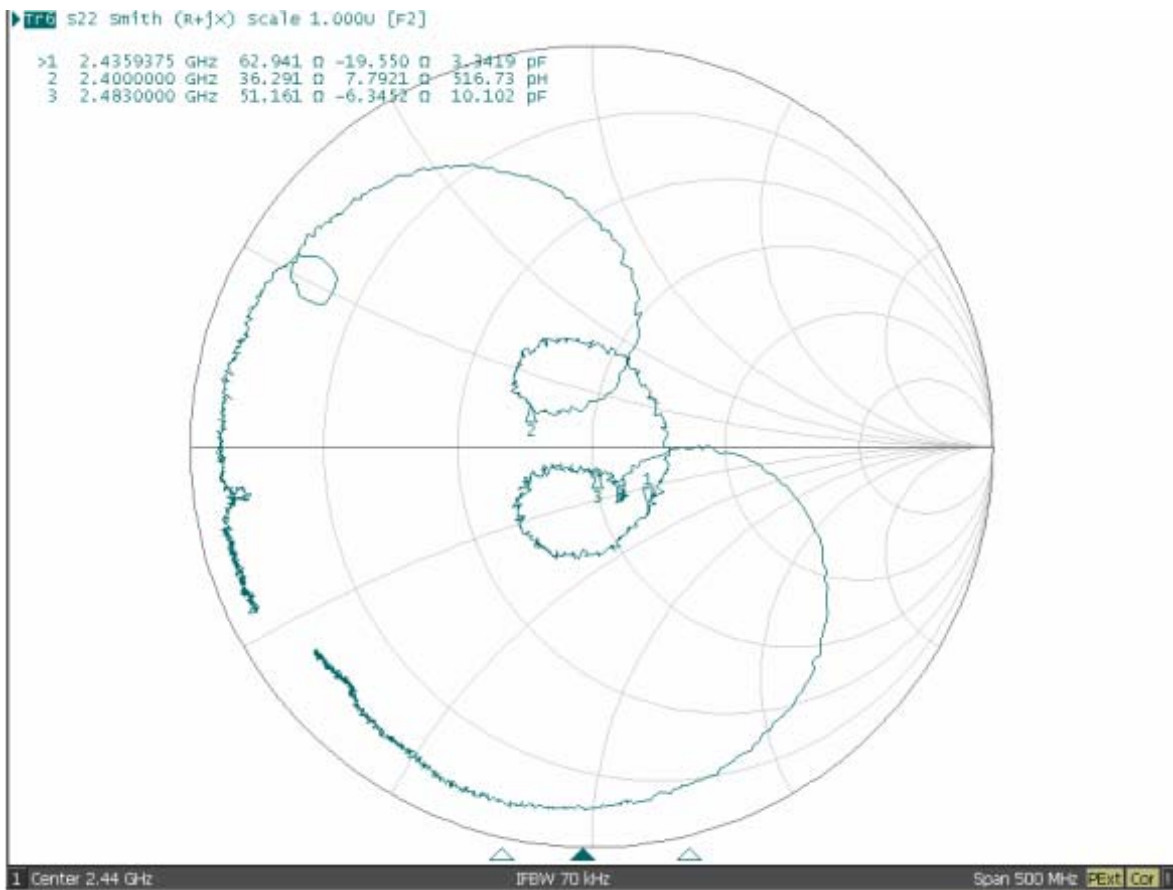 Tr6 S22 Smith (R+jX) Scale 1.000U [F2]
>1 2.4359375 GHz 62.941 Ω -19.550 Ω 3.3419 pF
2 2.4000000 GHz 36.291 Ω 7.7921 Ω 516.73 pH
3 2.4830000 GHz 51.161 Ω -6.3452 Ω 10.102 pF
2
3
1
1 Center 2.44 GHz IFBW 70 kHz Span 500 MHz PExt Cor